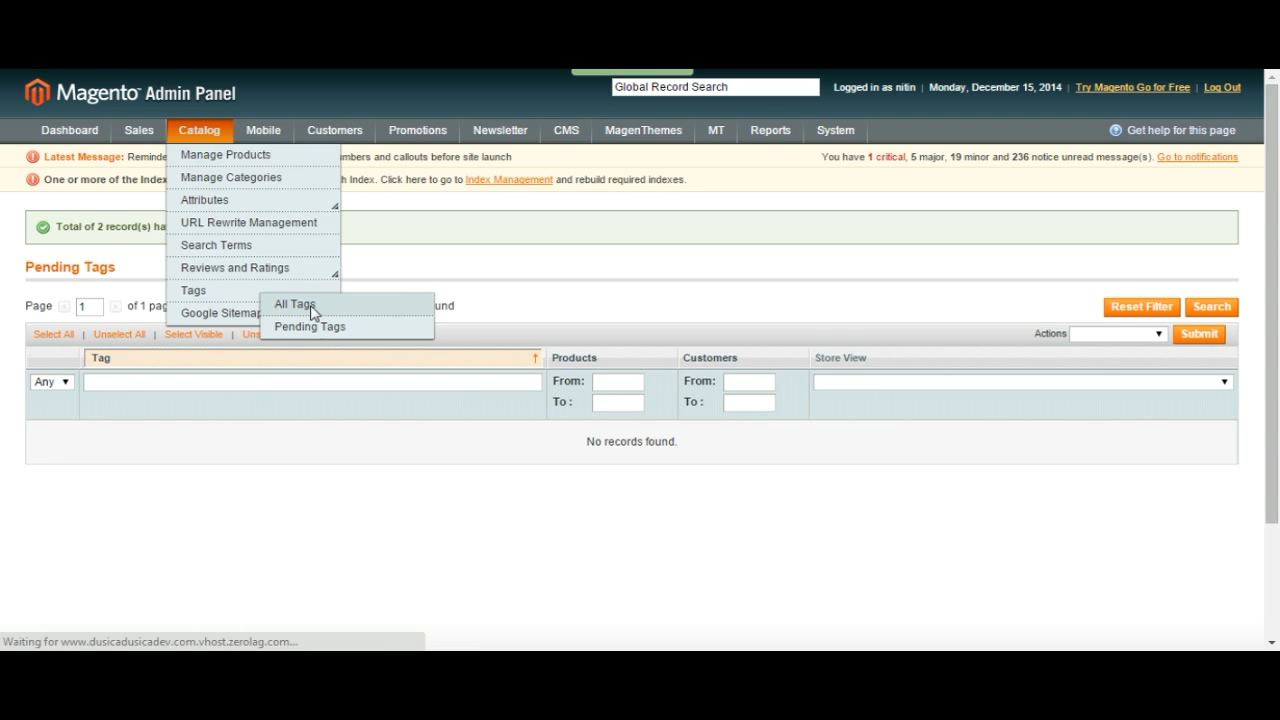 Magento Admin Panel
Global Record Search
Logged in as nitin | Monday, December 15, 2014 | Try Magento Go for Free | Log Out
Dashboard Sales Catalog Mobile Customers Promotions Newsletter CMS MagenThemes MT Reports System Get help for this page
Latest Message: Reminde
mbers and callouts before site launch
You have 1 critical, 5 major, 19 minor and 236 notice unread message(s). Go to notifications
One or more of the Index
h Index. Click here to go to Index Management and rebuild required indexes.
Manage Products
Manage Categories
Attributes
URL Rewrite Management
Search Terms
Reviews and Ratings
Tags
Google Sitemap
All Tags
Pending Tags
Total of 2 record(s) ha
Pending Tags
Page 1 of 1 pag
und
Reset Filter Search
Select All | Unselect All | Select Visible | Uns
Actions Submit
Tag Products Customers Store View
Any From: From:
To : To :
No records found.
Waiting for www.dusicadusicadev.com.vhost.zerolag.com...